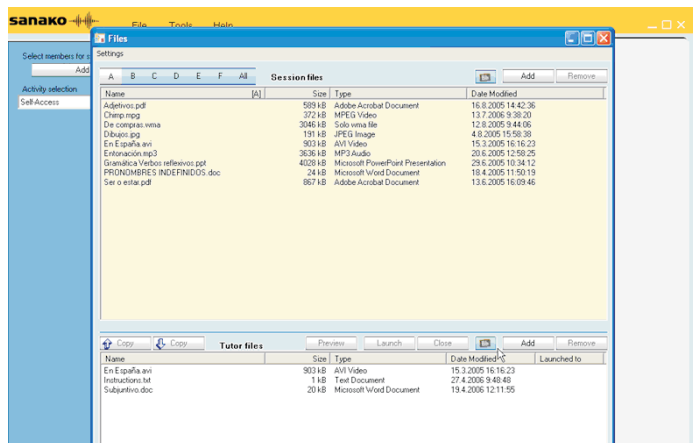 sanako
File Tools Help
Files
Settings
Select members for s
Add
A B C D E F All Session files Add Remove
Activity selection
Self-Access
Name [A] Size Type Date Modified
Adjetivos.pdf 589 kB Adobe Acrobat Document 16.8.2005 14:42:36
Chimp.mpg 372 kB MPEG Video 13.7.2006 9:38:20
De compras.wma 3046 kB Solo wma file 12.8.2005 9:44:06
Dibujos.jpg 191 kB JPEG Image 4.8.2005 15:58:38
En España.avi 903 kB AVI Video 15.3.2005 16:16:23
Entonación.mp3 3636 kB MP3 Audio 20.6.2005 12:58:25
Gramática Verbos reflexivos.ppt 4028 kB Microsoft PowerPoint Presentation 29.6.2005 10:34:12
PRONOMBRES INDEFINIDOS.doc 24 kB Microsoft Word Document 18.4.2005 11:50:19
Ser o estar.pdf 867 kB Adobe Acrobat Document 13.6.2005 16:09:46
Copy Copy Tutor files Preview Launch Close Add Remove
Name Size Type Date Modified Launched to
En España.avi 903 kB AVI Video 15.3.2005 16:16:23
Instructions.txt 1 kB Text Document 27.4.2006 9:48:48
Subjuntivo.doc 20 kB Microsoft Word Document 19.4.2006 12:11:55